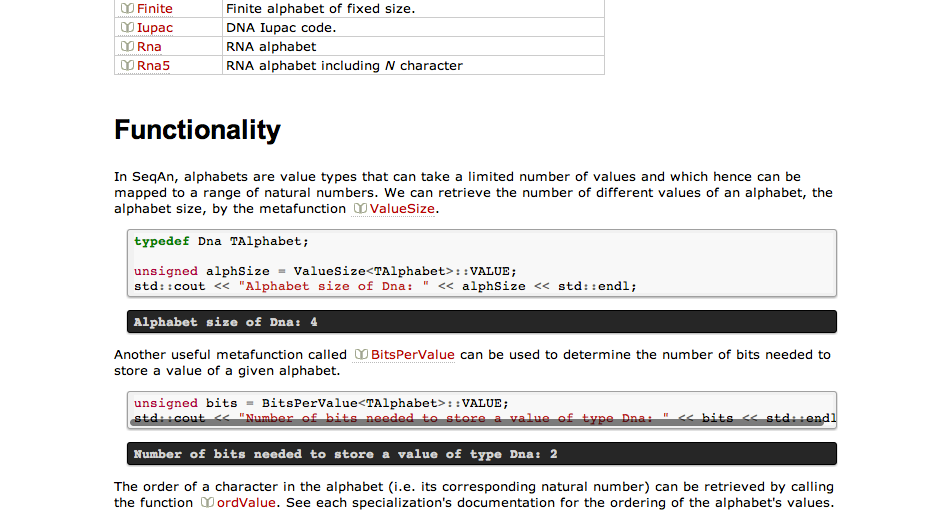 Finite Finite alphabet of fixed size.
Iupac DNA Iupac code.
Rna RNA alphabet
Rna5 RNA alphabet including N character
Functionality
In SeqAn, alphabets are value types that can take a limited number of values and which hence can be
mapped to a range of natural numbers. We can retrieve the number of different values of an alphabet, the
alphabet size, by the metafunction ValueSize.
typedef Dna TAlphabet;
unsigned alphSize = ValueSize<TAlphabet>::VALUE;
std::cout << "Alphabet size of Dna: " << alphSize << std::endl;
Alphabet size of Dna: 4
Another useful metafunction called BitsPerValue can be used to determine the number of bits needed to
store a value of a given alphabet.
unsigned bits = BitsPerValue<TAlphabet>::VALUE;
std::cout << "Number of bits needed to store a value of type Dna: " << bits << std::endl
Number of bits needed to store a value of type Dna: 2
The order of a character in the alphabet (i.e. its corresponding natural number) can be retrieved by calling
the function ordValue. See each specialization's documentation for the ordering of the alphabet's values.